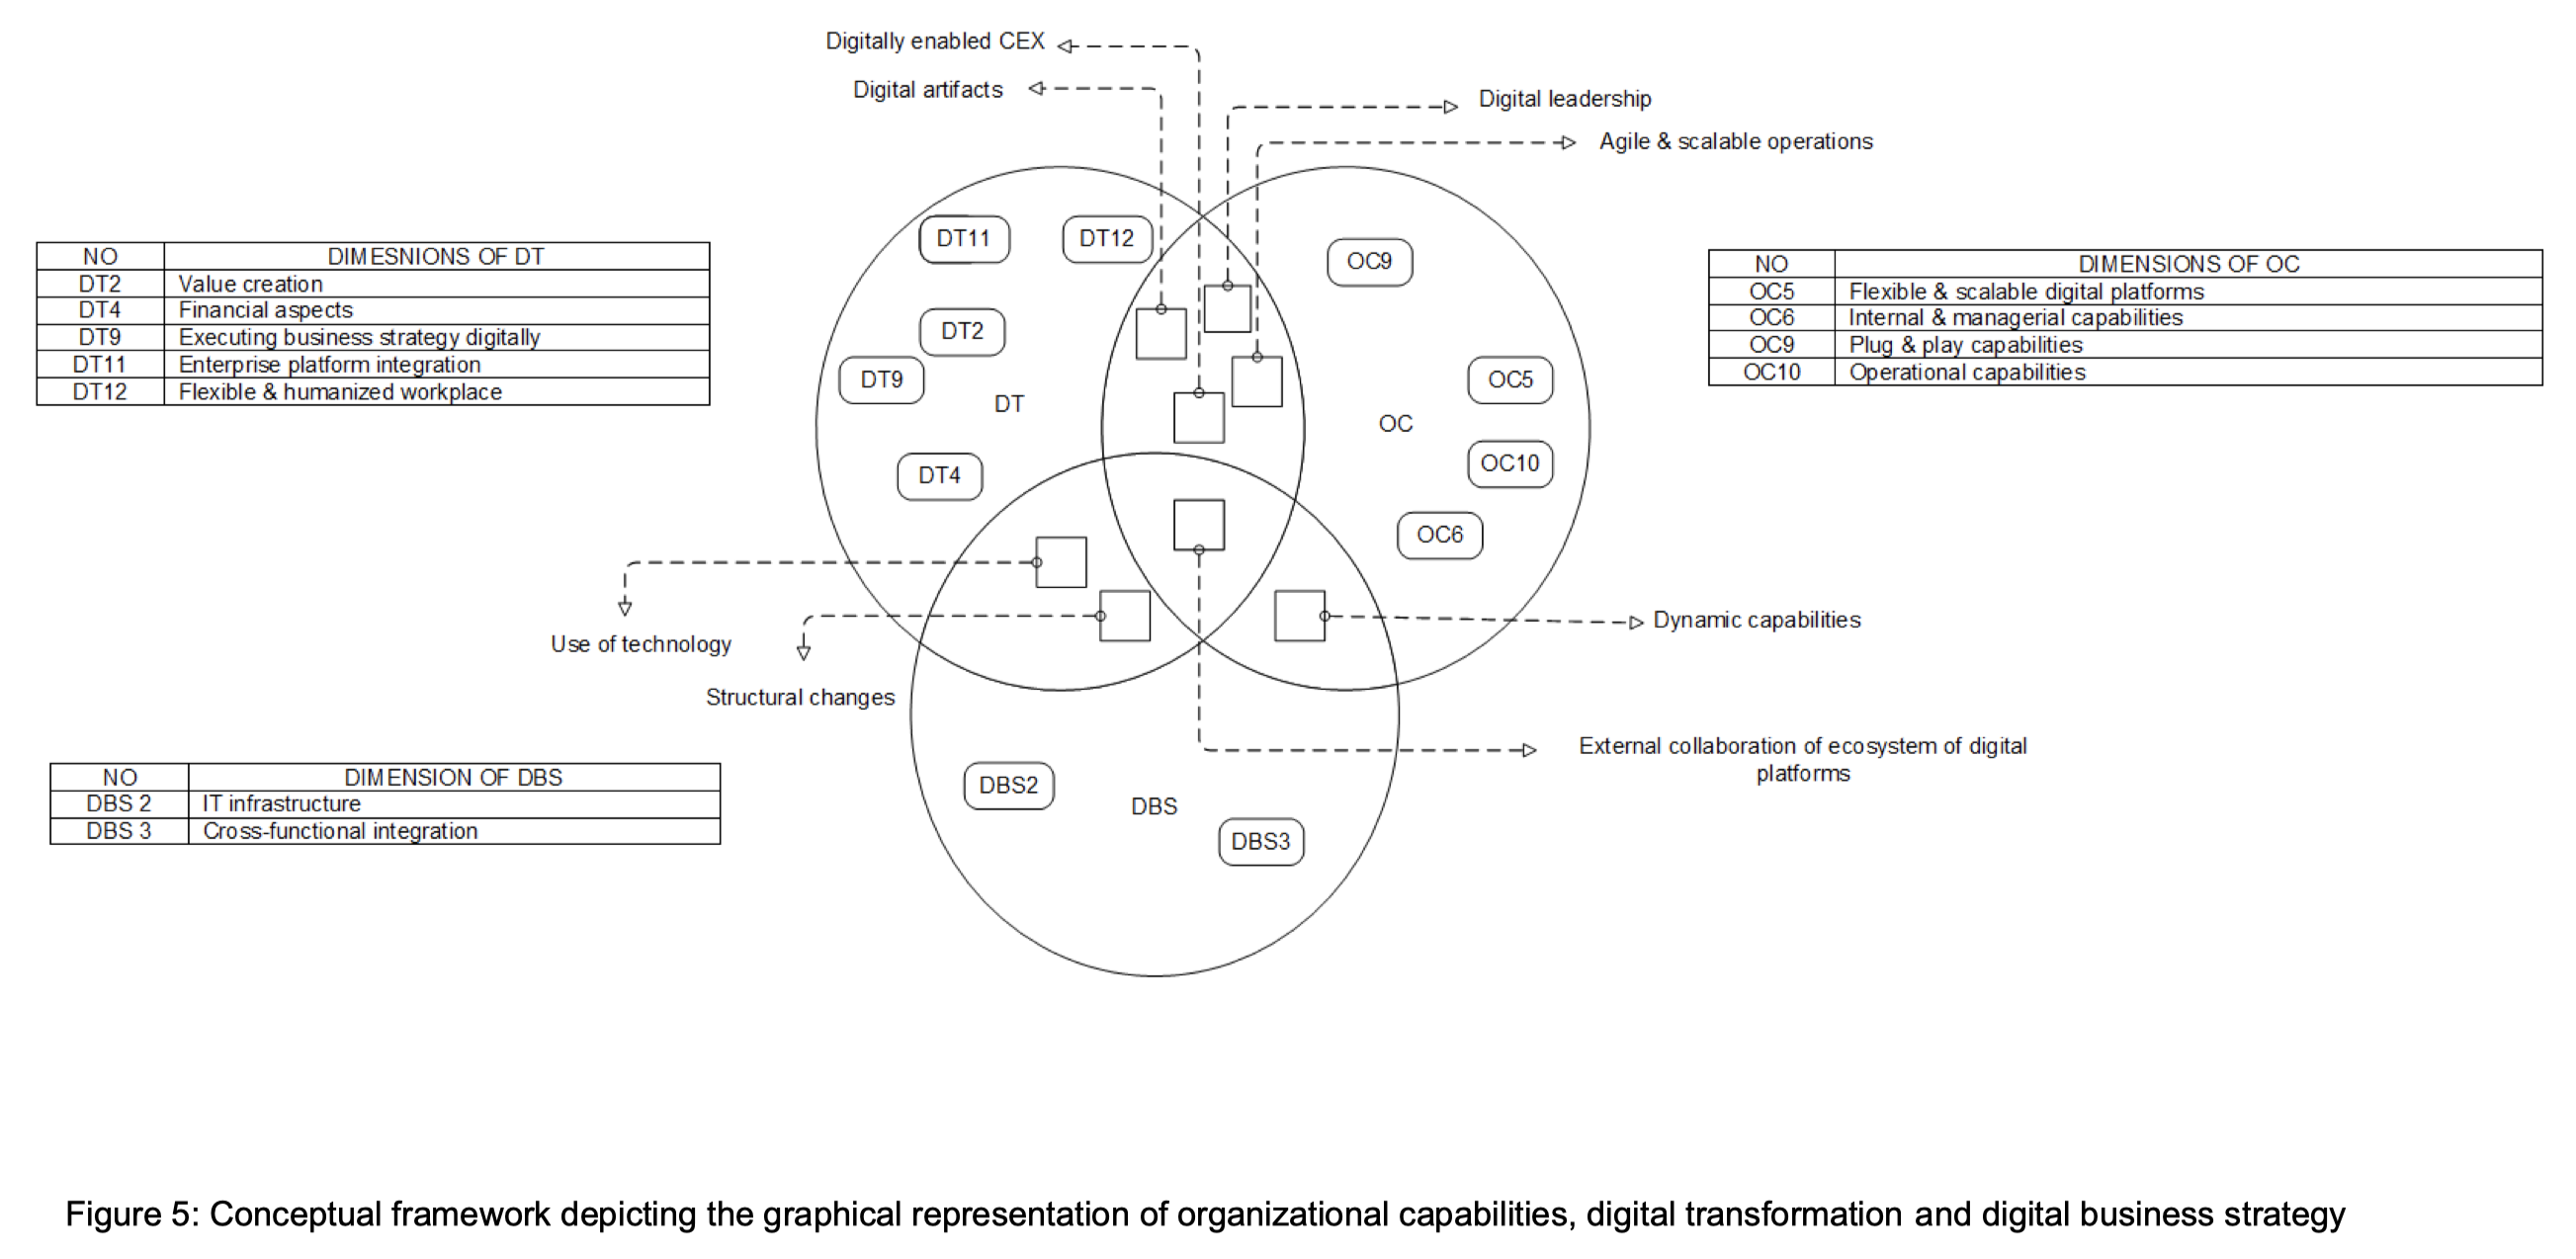 Digitally enabled CEX
Digital artifacts
Digital leadership
Agile & scalable operations
NO DIMESNIONS OF DT
DT2 Value creation
DT4 Financial aspects
DT9 Executing business strategy digitally
DT11 Enterprise platform integration
DT12 Flexible & humanized workplace
DT11
DT12
DT2
DT9
DT
DT4
OC9
OC5
OC
OC10
OC6
NO DIMENSIONS OF OC
OC5 Flexible & scalable digital platforms
OC6 Internal & managerial capabilities
OC9 Plug & play capabilities
OC10 Operational capabilities
Use of technology
Structural changes
Dynamic capabilities
External collaboration of ecosystem of digital
platforms
NO DIMENSION OF DBS
DBS 2 IT infrastructure
DBS 3 Cross-functional integration
DBS2
DBS
DBS3
Figure 5: Conceptual framework depicting the graphical representation of organizational capabilities, digital transformation and digital business strategy